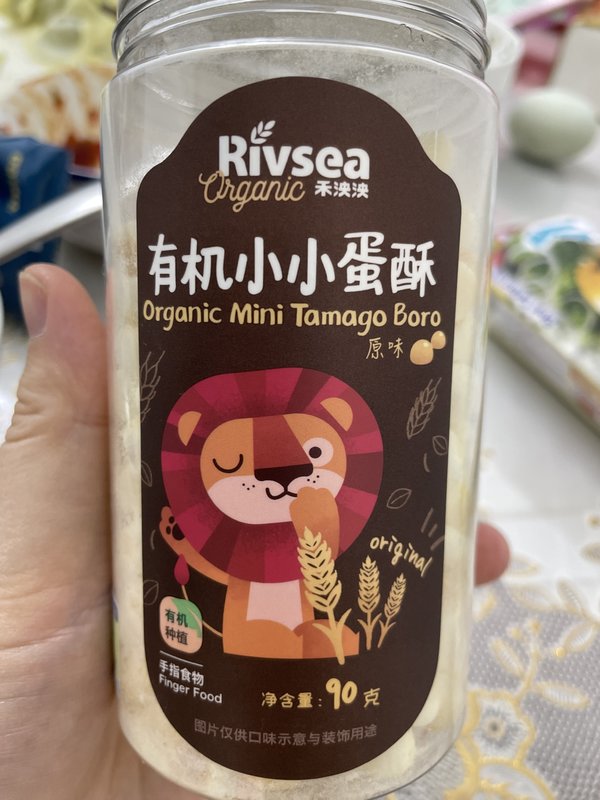 Rivsea
Organic 禾泱泱
有机小小蛋酥
Organic Mini Tamago Boro
原味
original
有机
种植
手指食物
Finger Food
净含量：90 克
图片仅供口味示意与装饰用途